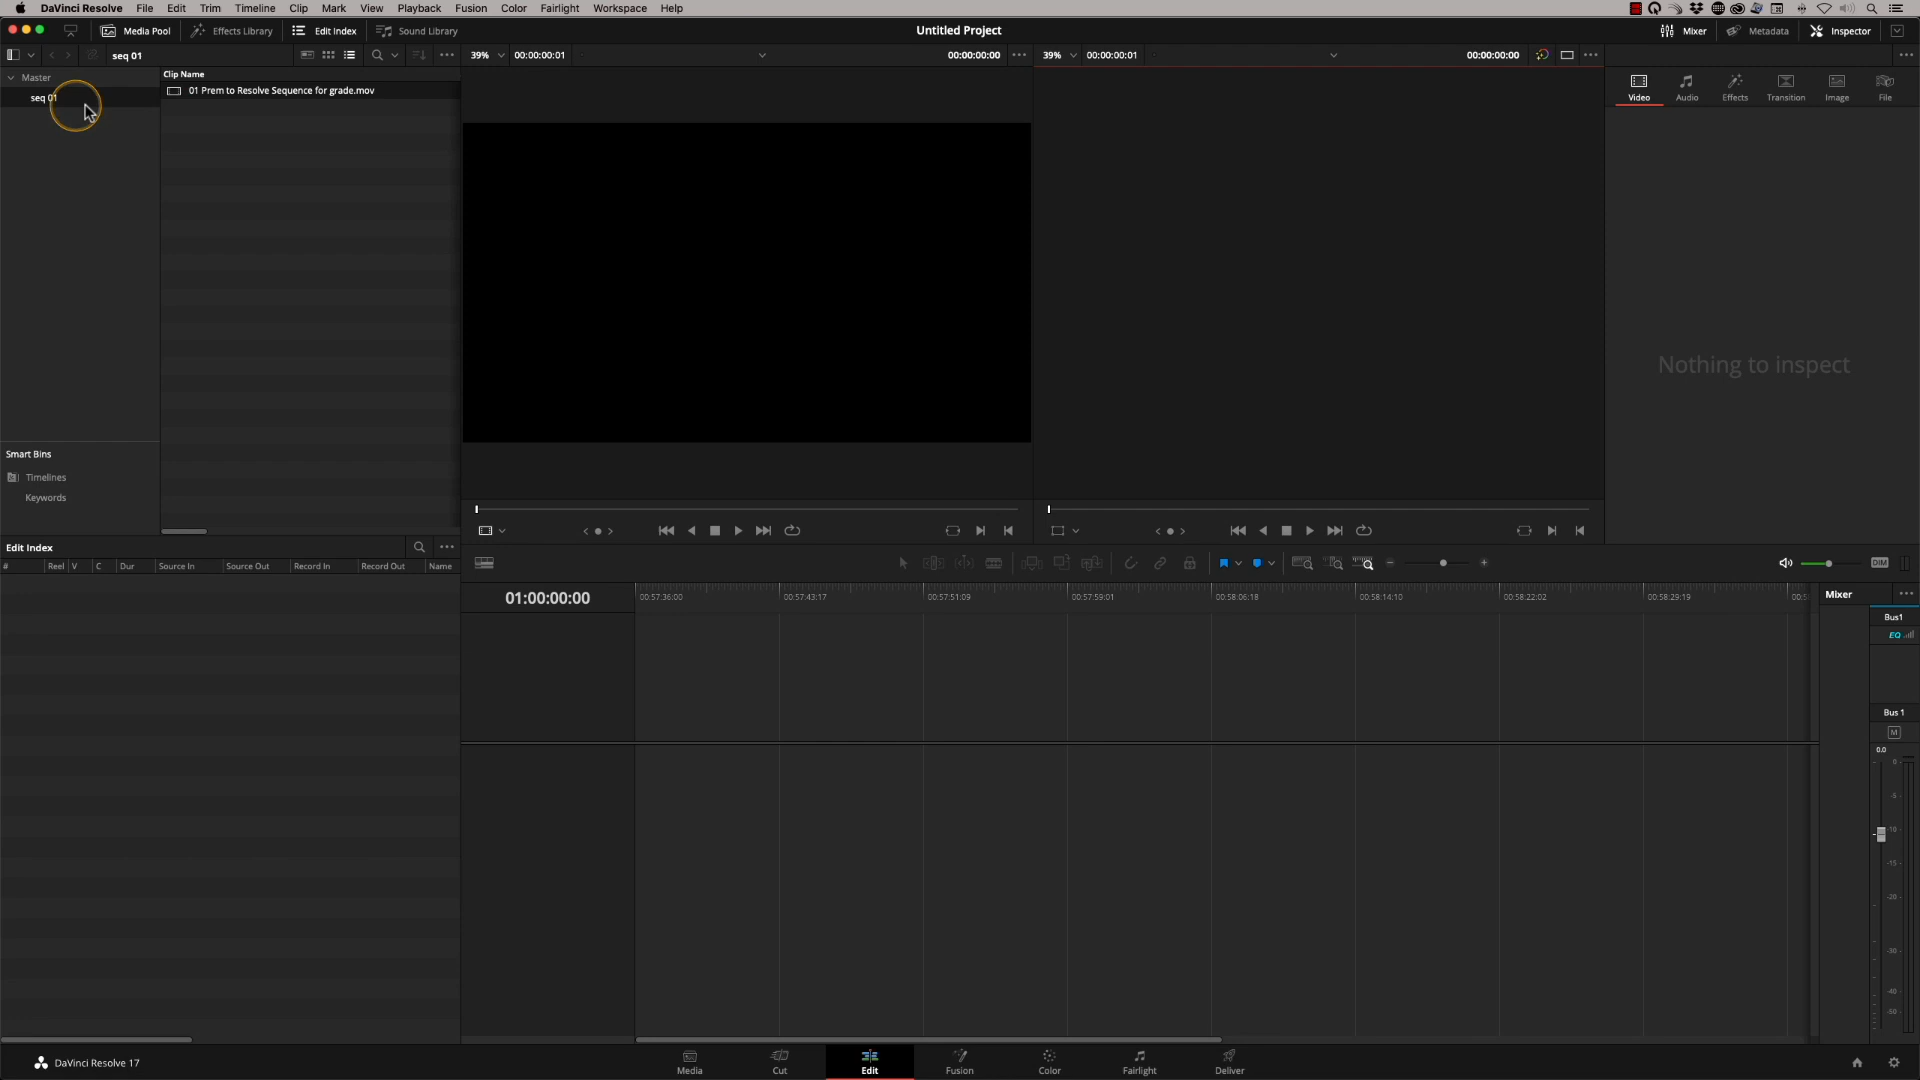 DaVinci Resolve File Edit Trim Timeline Clip Mark View Playback Fusion Color Fairlight Workspace Help
Media Pool Effects Library Edit Index Sound Library Untitled Project Mixer Metadata Inspector
seq 01 39% 00:00:00:01 00:00:00:00 39% 00:00:00:01 00:00:00:00
Master Clip Name
seq 01 01 Prem to Resolve Sequence for grade.mov
Video Audio Effects Transition Image File
Nothing to inspect
Smart Bins
Timelines
Keywords
Edit Index
# Reel V C Dur Source In Source Out Record In Record Out Name
DIM
01:00:00:00 00:57:36:00 00:57:43:17 00:57:51:09 00:57:59:01 00:58:06:18 00:58:14:10 00:58:22:02 00:58:29:19 Mixer
Bus1
EQ
Bus 1
M
0.0
0
-5
-10
-15
-20
-30
-40
-50
DaVinci Resolve 17 Media Cut Edit Fusion Color Fairlight Deliver